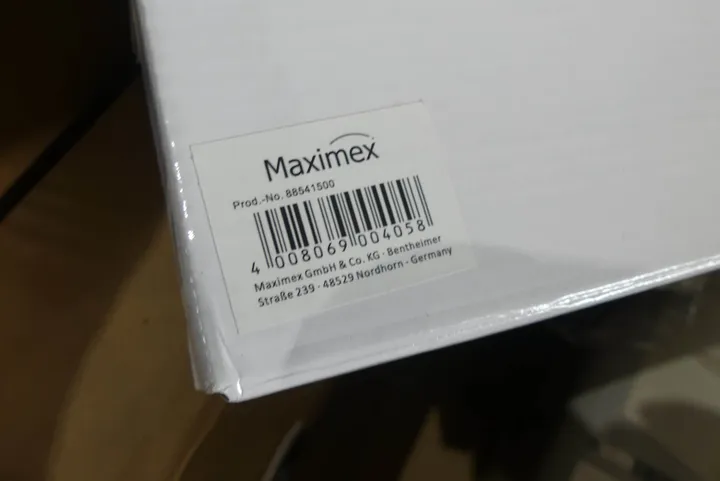 Maximex
Prod.-No. 88541500
4 008069 004058
Maximex GmbH & Co. KG · Bentheimer
Straße 239 · 48529 Nordhorn - Germany